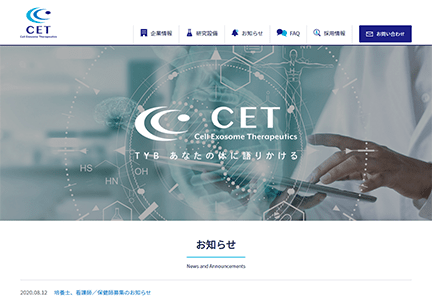 CET
Cell Exosome Therapeutics
企業情報
研究設備
お知らせ
FAQ
採用情報
お問い合わせ
CET
Cell Exosome Therapeutics
TYB あなたの体に語りかける
HS
HN
OH
お知らせ
News and Announcements
2020.08.12 培養士、看護師／保健師募集のお知らせ